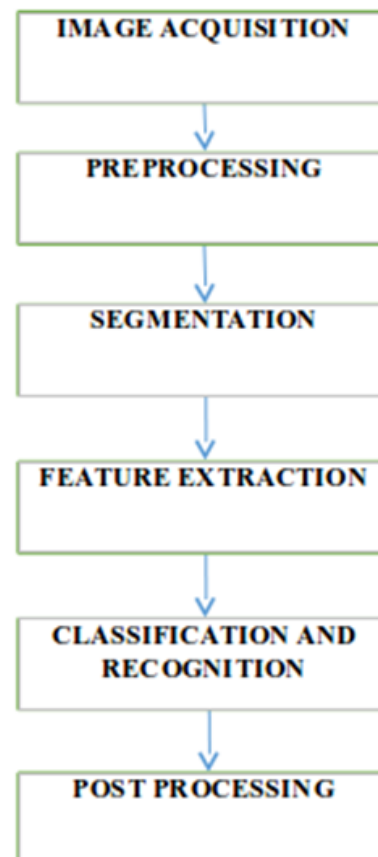 IMAGE ACQUISITION
PREPROCESSING
SEGMENTATION
FEATURE EXTRACTION
CLASSIFICATION AND
RECOGNITION
POST PROCESSING